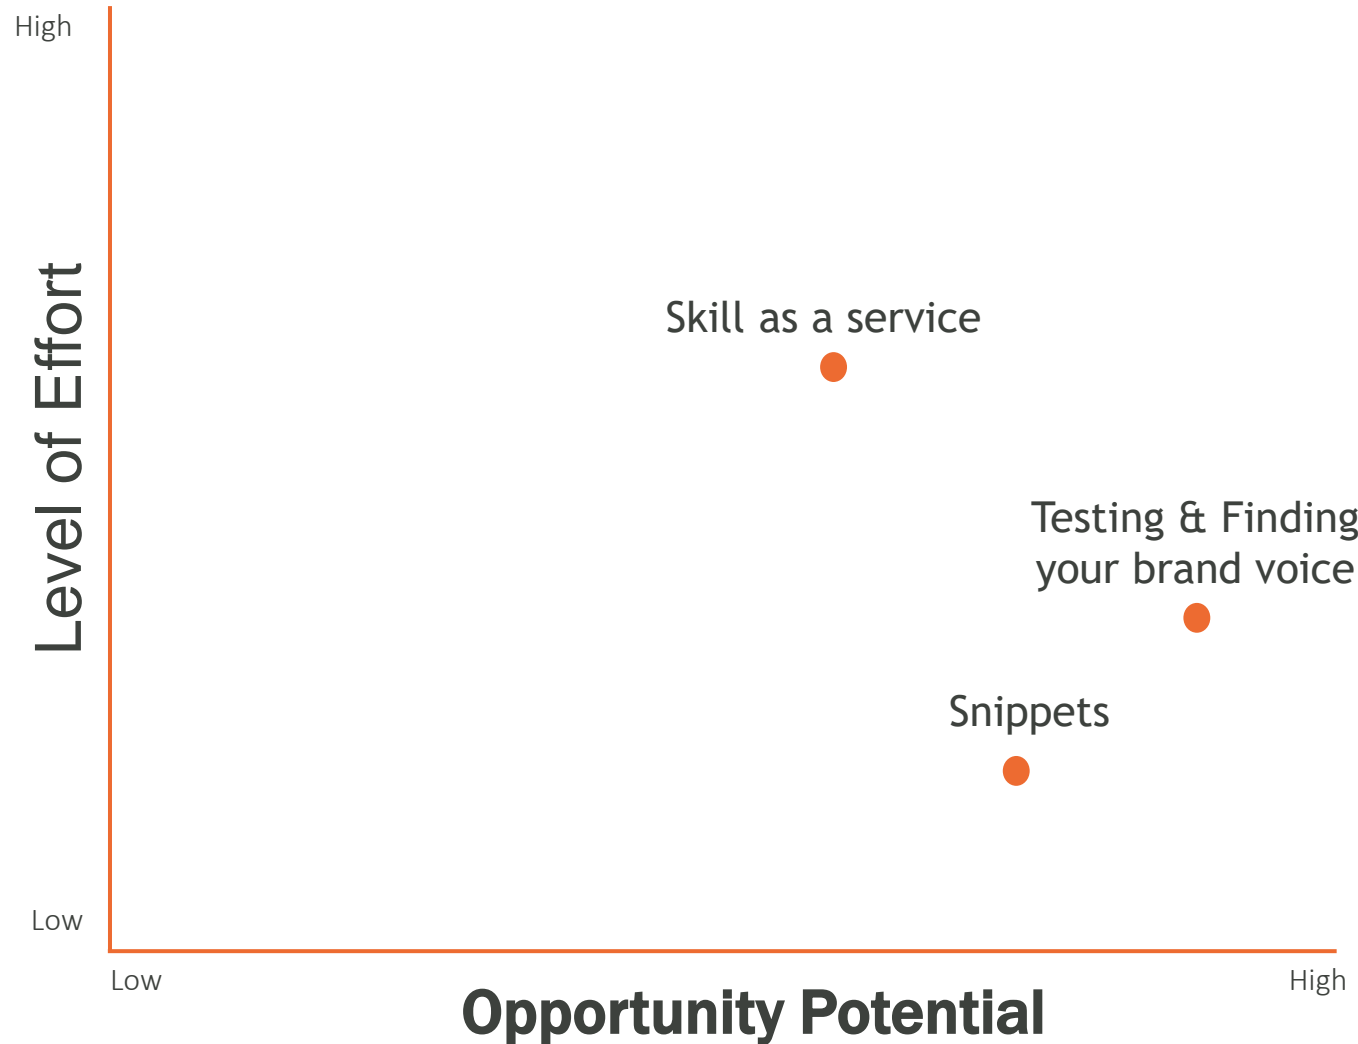 High
Level of Effort
Skill as a service
Testing & Finding
your brand voice
Snippets
Low
Low
High
Opportunity Potential